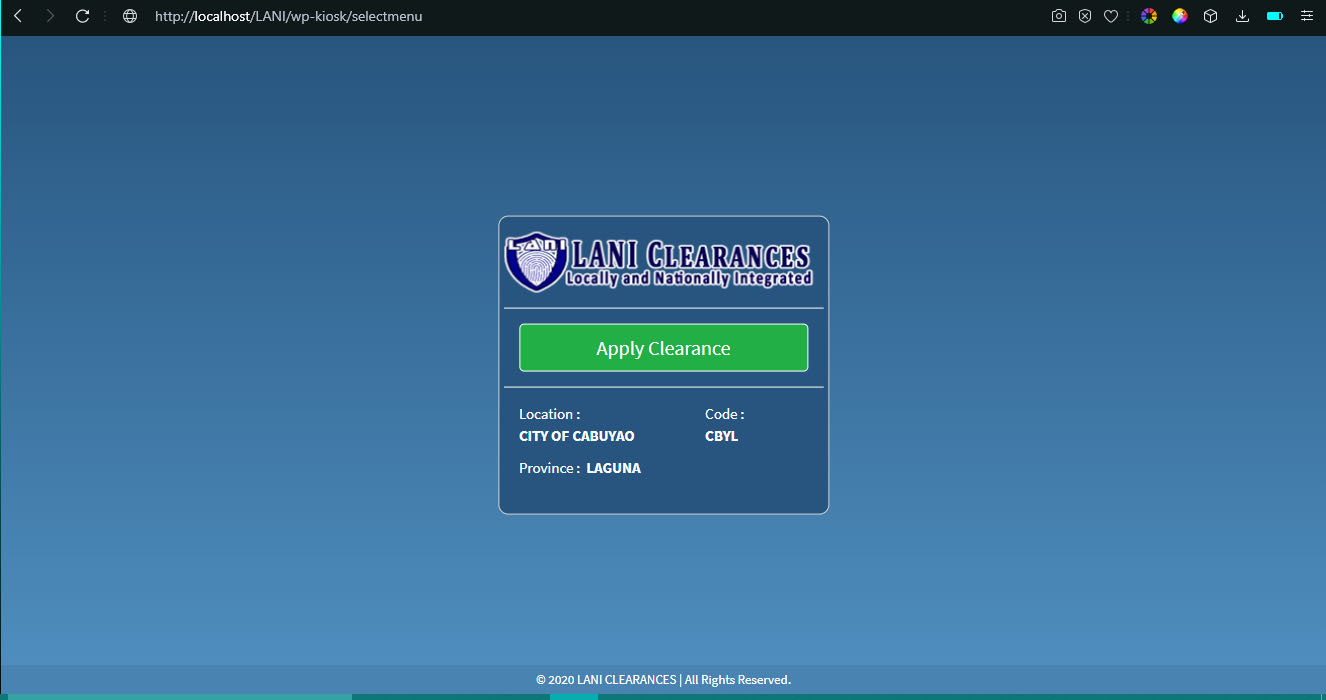 http://localhost/LANI/wp-kiosk/selectmenu
LANI
LANI CLEARANCES
Locally and Nationally Integrated
Apply Clearance
Location :
Code :
CITY OF CABUYAO
CBYL
Province : LAGUNA
© 2020 LANI CLEARANCES | All Rights Reserved.